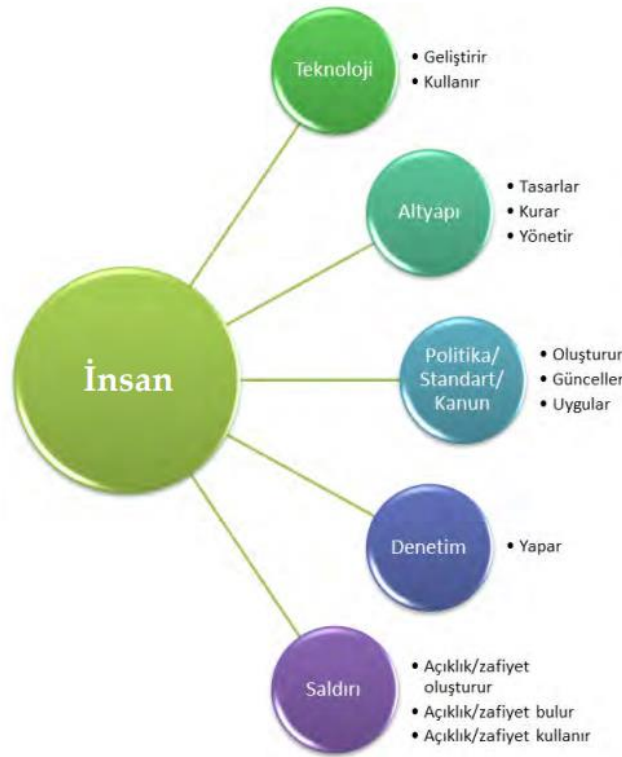 Teknoloji
• Geliştirir
• Kullanır
Altyapı
• Tasarlar
• Kurar
• Yönetir
İnsan
Politika/
Standart/
Kanun
• Oluşturur
• Günceller
• Uygular
Denetim
• Yapar
Saldırı
• Açıklık/zafiyet
oluşturur
• Açıklık/zafiyet bulur
• Açıklık/zafiyet kullanır